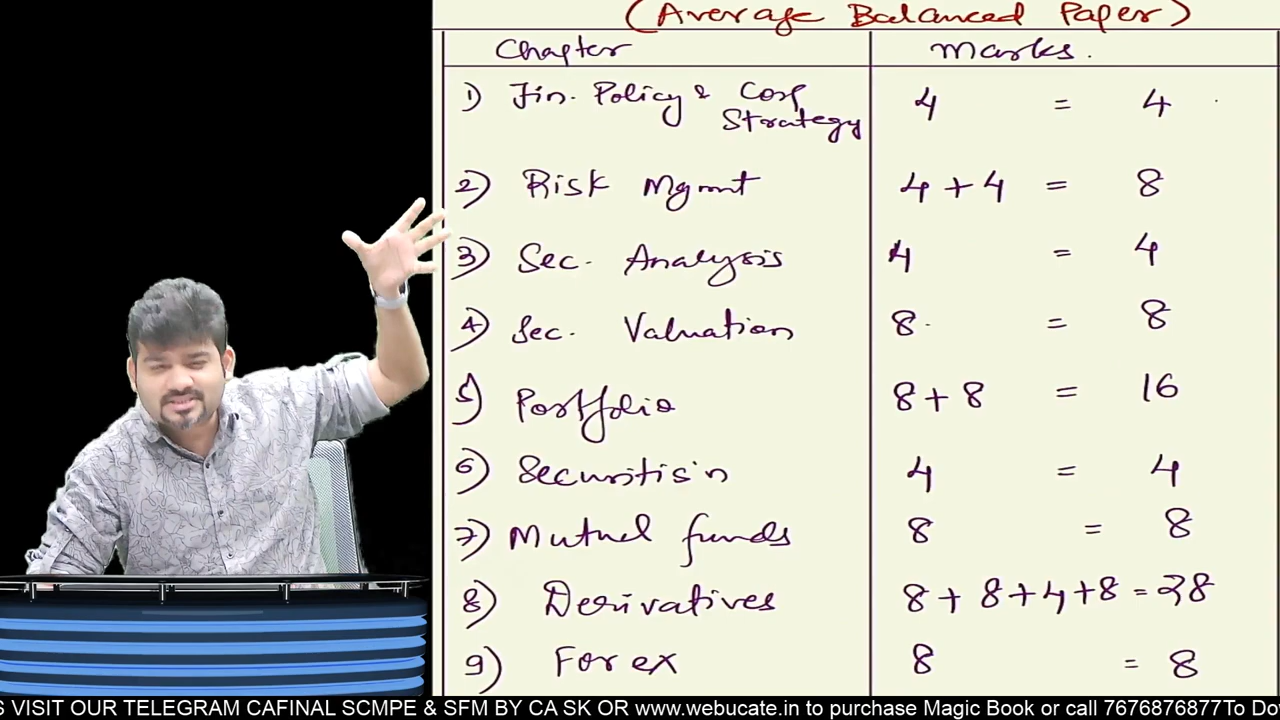 (Average Balanced Paper)
Chapter Marks.
1) Fin. Policy & Corp Strategy 4 = 4
2) Risk Mgmnt 4 + 4 = 8
3) Sec. Analysis 4 = 4
4) Sec. Valuation 8 = 8
5) Portfolio 8 + 8 = 16
6) Securitis'n 4 = 4
7) Mutual funds 8 = 8
8) Derivatives 8 + 8 + 4 + 8 = 28
9) Forex 8 = 8
S VISIT OUR TELEGRAM CAFINAL SCMPE & SFM BY CA SK OR www.webucate.in to purchase Magic Book or call 7676876877To Do